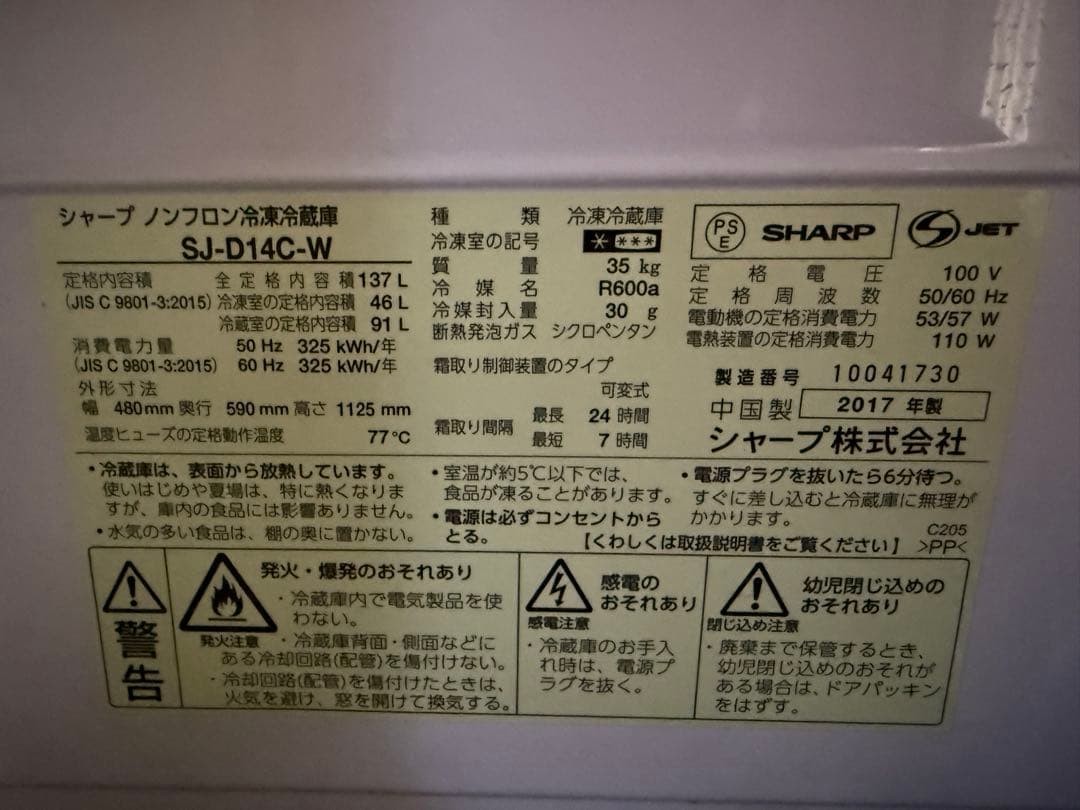 シャープ ノンフロン冷凍冷蔵庫
SJ-D14C-W
定格内容積 全定格内容積 137 L
(JIS C 9801-3:2015) 冷凍室の定格内容積 46 L
冷蔵室の定格内容積 91 L
消費電力量 50 Hz 325 kWh/年
(JIS C 9801-3:2015) 60 Hz 325 kWh/年
外形寸法
幅 480mm 奥行 590 mm 高さ 1125 mm
温度ヒューズの定格動作温度 77℃
種類 冷凍冷蔵庫
冷凍室の記号 ****
質量 35 kg
冷媒名 R600a
冷媒封入量 30 g
断熱発泡ガス シクロペンタン
霜取り制御装置のタイプ
可変式
霜取り間隔 最長 24 時間
最短 7 時間
PS
E
SHARP
JET
定格電圧 100 V
定格周波数 50/60 Hz
電動機の定格消費電力 53/57 W
電熱装置の定格消費電力 110 W
製造番号 10041730
中国製 2017 年製
シャープ株式会社
・冷蔵庫は、表面から放熱しています。
使いはじめや夏場は、特に熱くなりま
すが、庫内の食品には影響ありません。
・水気の多い食品は、棚の奥に置かない。
・室温が約5℃以下では、
食品が凍ることがあります。
・電源は必ずコンセントから
とる。
・電源プラグを抜いたら6分待つ。
すぐに差し込むと冷蔵庫に無理が
かかります。
C205
【くわしくは取扱説明書をご覧ください】 >PP<
警告
発火・爆発のおそれあり
発火注意
・冷蔵庫内で電気製品を使
わない。
・冷蔵庫背面・側面などに
ある冷却回路(配管)を傷付けない。
・冷却回路(配管)を傷付けたときは、
火気を避け、窓を開けて換気する。
感電の
おそれあり
感電注意
・冷蔵庫のお手入
れ時は、電源プ
ラグを抜く。
幼児閉じ込めの
おそれあり
閉じ込め注意
・廃棄まで保管するとき、
幼児閉じ込めのおそれが
ある場合は、ドアパッキン
をはずす。